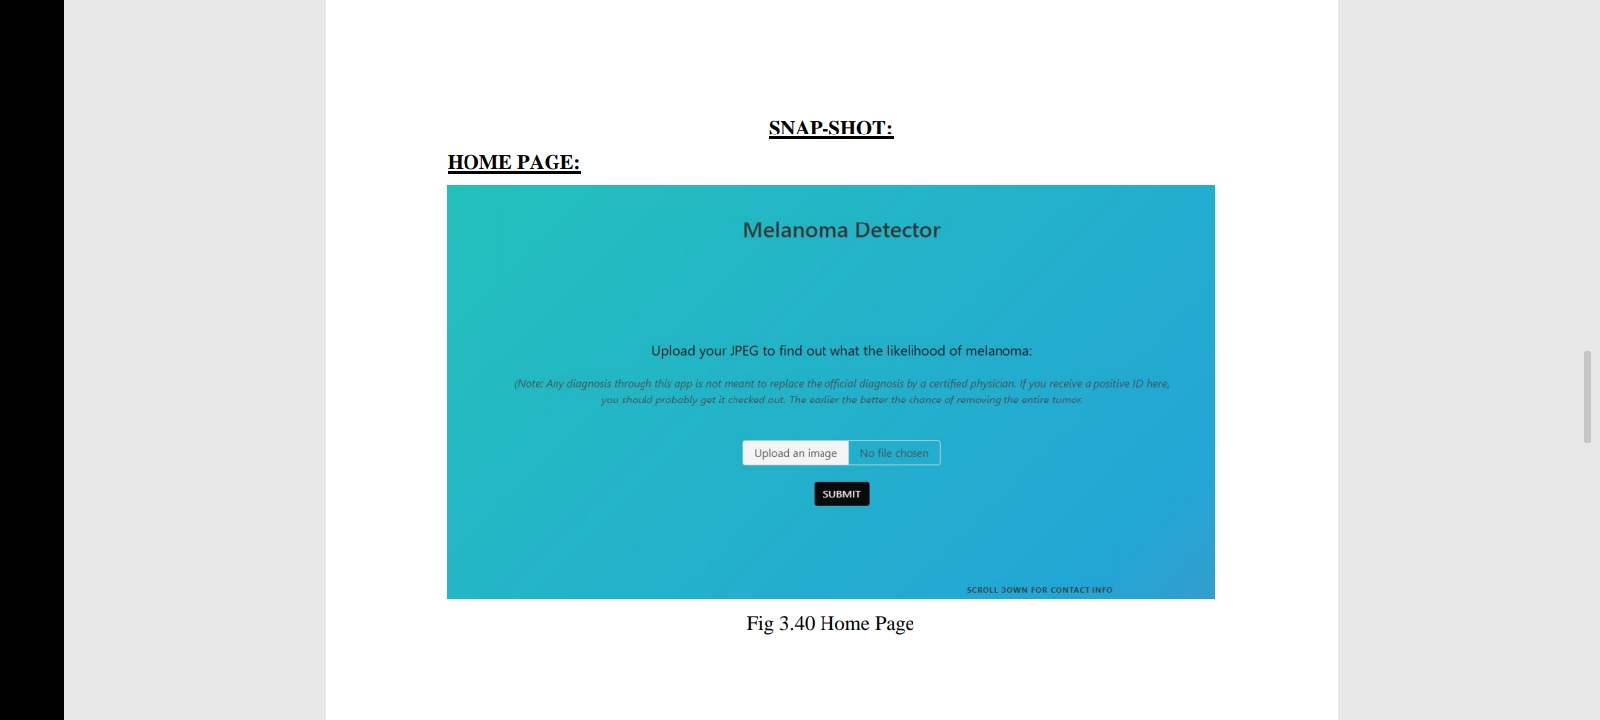 SNAP-SHOT:
HOME PAGE:
Melanoma Detector
Upload your JPEG to find out what the likelihood of melanoma:
(Note: Any diagnosis through this app is not meant to replace the official diagnosis by a certified physician. If you receive a positive ID here,
you should probably get it checked out. The earlier the better the chance of removing the entire tumor.
Upload an image No file chosen
SUBMIT
SCROLL DOWN FOR CONTACT INFO
Fig 3.40 Home Page